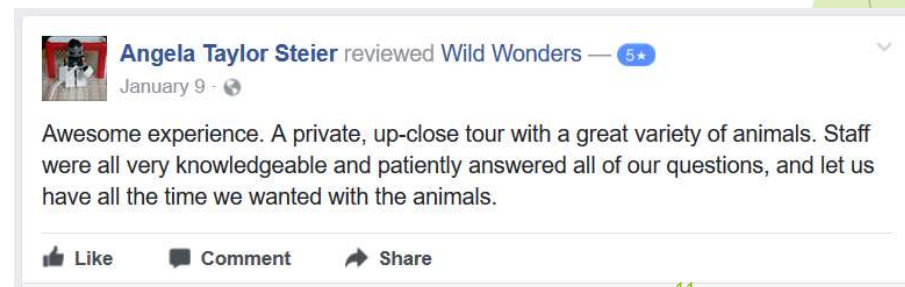 Angela Taylor Steier reviewed Wild Wonders — 5★
January 9 ·
Awesome experience. A private, up-close tour with a great variety of animals. Staff
were all very knowledgeable and patiently answered all of our questions, and let us
have all the time we wanted with the animals.
Like Comment Share